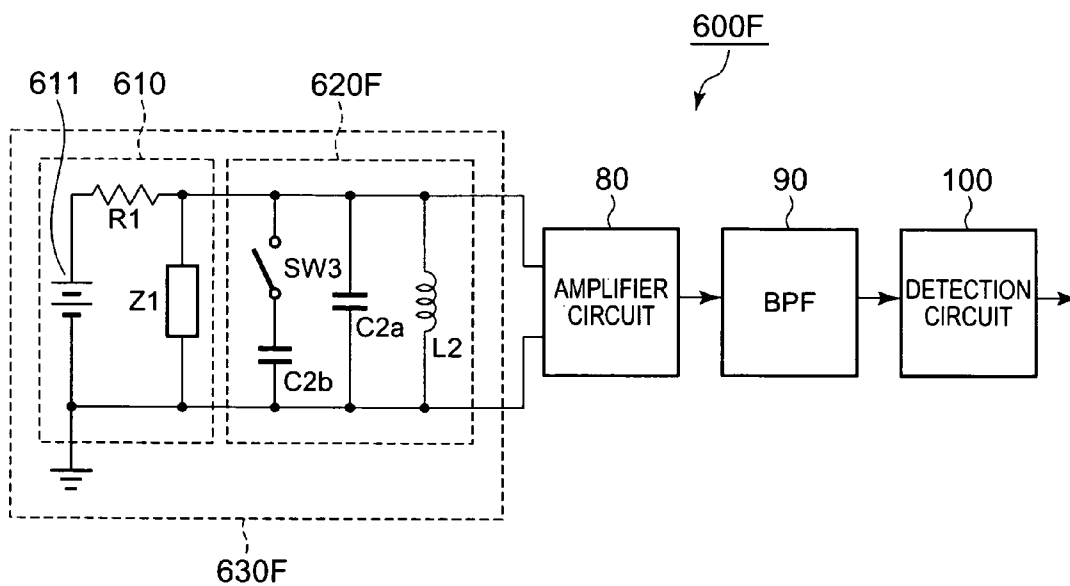 600F
611
610
620F
80
90
100
R1
SW3
Z1
C2a
L2
C2b
AMPLIFIER
CIRCUIT
BPF
DETECTION
CIRCUIT
630F